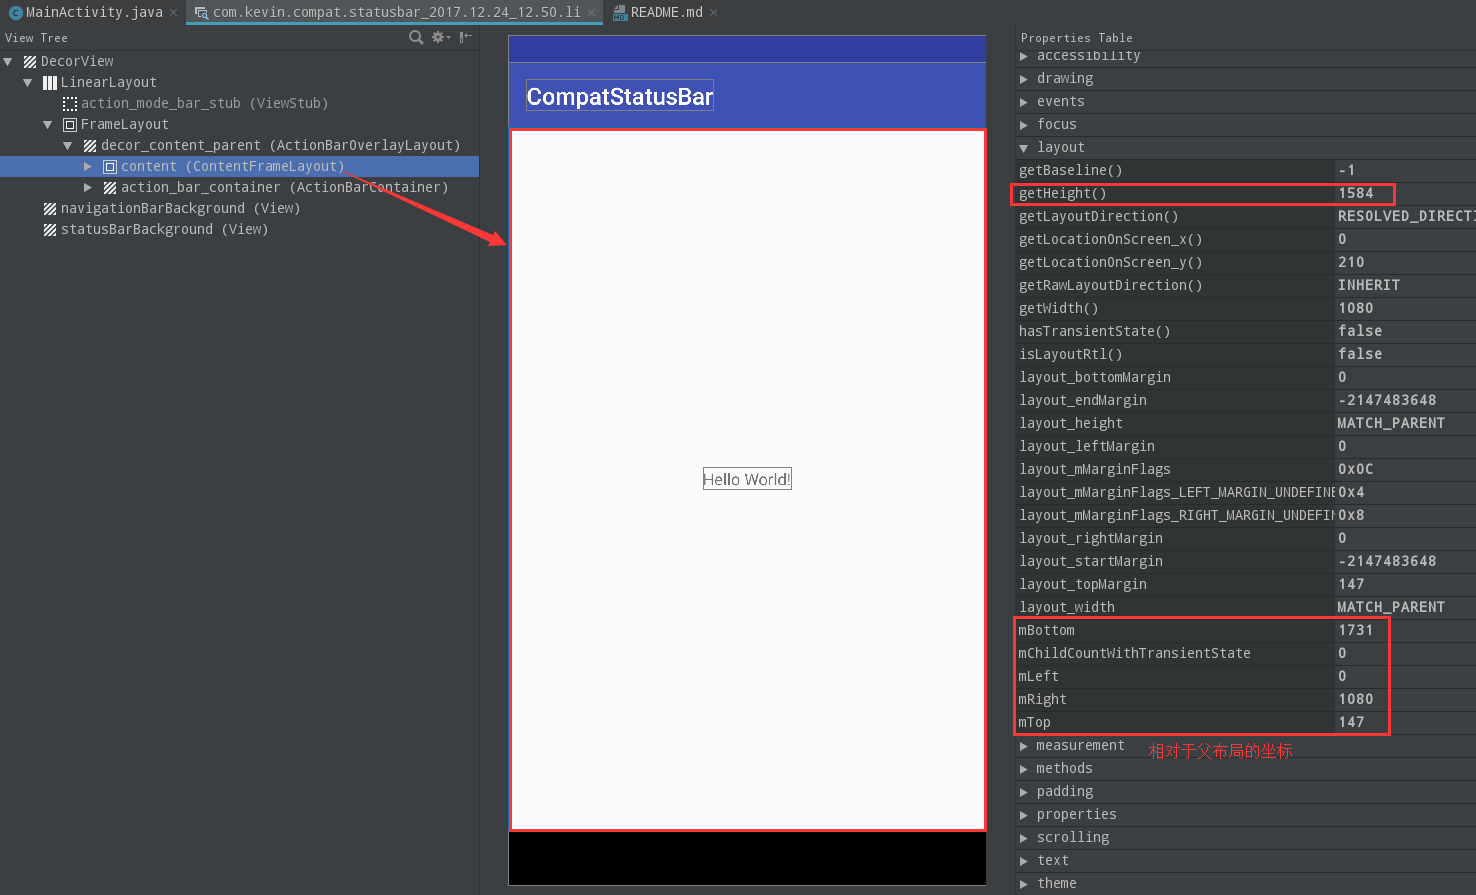 MainActivity.java
com.kevin.compat.statusbar_2017.12.24_12.50.li
README.md
View Tree
DecorView
LinearLayout
action_mode_bar_stub (ViewStub)
FrameLayout
decor_content_parent (ActionBarOverlayLayout)
content (ContentFrameLayout)
action_bar_container (ActionBarContainer)
navigationBarBackground (View)
statusBarBackground (View)
CompatStatusBar
Hello World!
Properties Table
accessibility
drawing
events
focus
layout
getBaseline() -1
getHeight() 1584
getLayoutDirection() RESOLVED_DIRECTI
getLocationOnScreen_x() 0
getLocationOnScreen_y() 210
getRawLayoutDirection() INHERIT
getWidth() 1080
hasTransientState() false
isLayoutRtl() false
layout_bottomMargin 0
layout_endMargin -2147483648
layout_height MATCH_PARENT
layout_leftMargin 0
layout_mMarginFlags 0x0C
layout_mMarginFlags_LEFT_MARGIN_UNDEFINE 0x4
layout_mMarginFlags_RIGHT_MARGIN_UNDEFIN 0x8
layout_rightMargin 0
layout_startMargin -2147483648
layout_topMargin 147
layout_width MATCH_PARENT
mBottom 1731
mChildCountWithTransientState 0
mLeft 0
mRight 1080
mTop 147
measurement
相对于父布局的坐标
methods
padding
properties
scrolling
text
theme